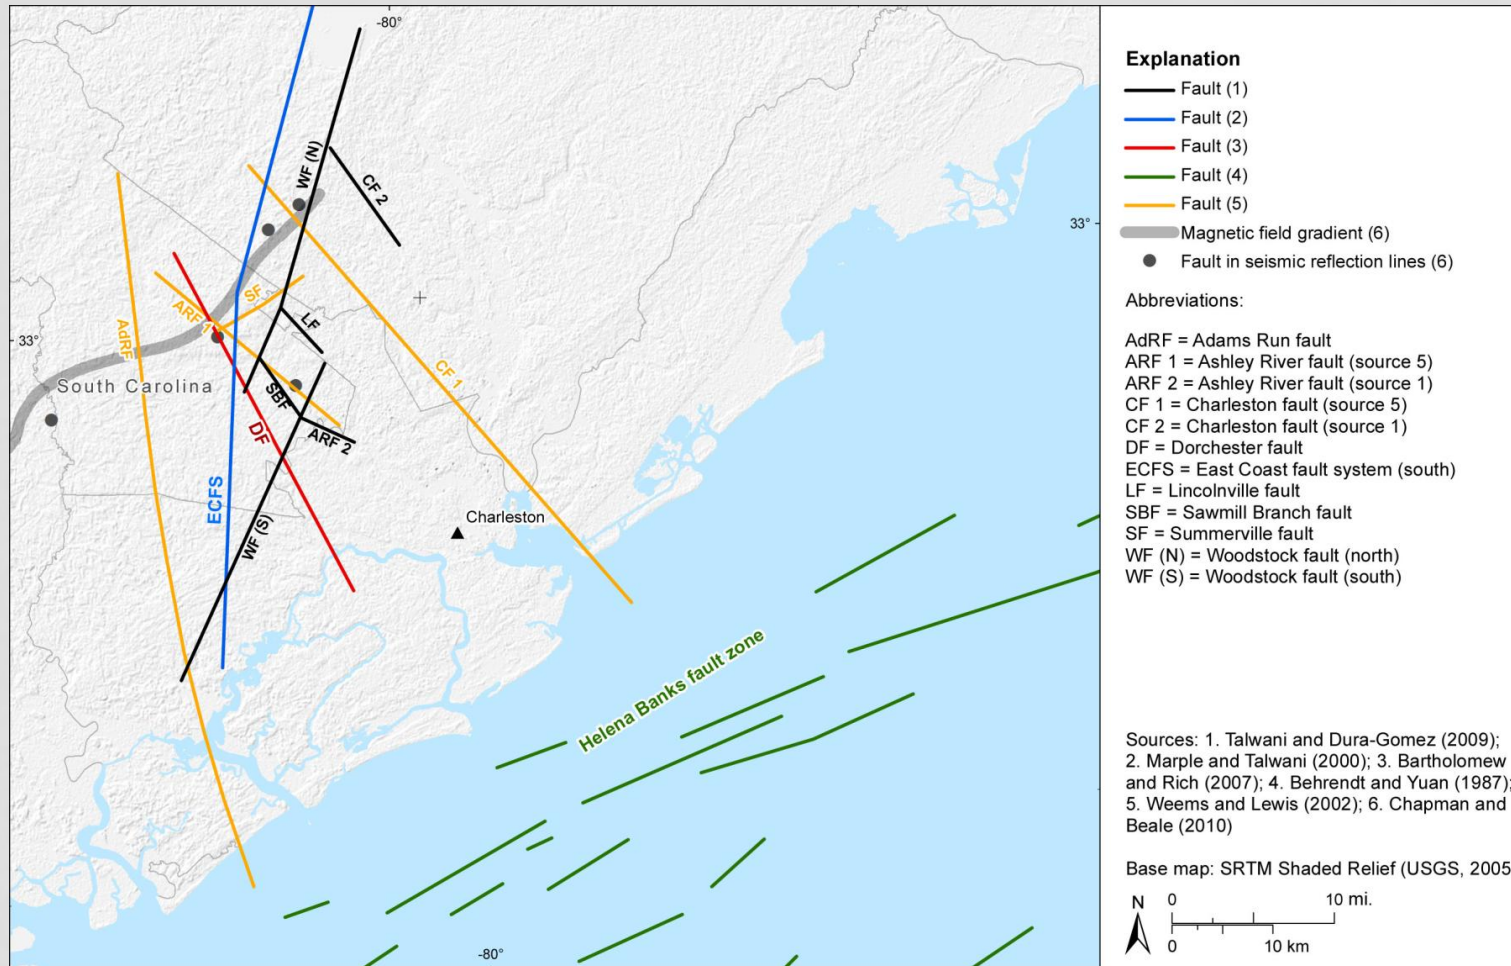 -80°
WF (N)
CF 2
33°
SF
ARF 1
LF
AdRF
33°
CF 1
South Carolina
SBF
DF
ARF 2
ECFS
WF (S)
Charleston
Helena Banks fault zone
-80°
Explanation
Fault (1)
Fault (2)
Fault (3)
Fault (4)
Fault (5)
Magnetic field gradient (6)
Fault in seismic reflection lines (6)
Abbreviations:
AdRF = Adams Run fault
ARF 1 = Ashley River fault (source 5)
ARF 2 = Ashley River fault (source 1)
CF 1 = Charleston fault (source 5)
CF 2 = Charleston fault (source 1)
DF = Dorchester fault
ECFS = East Coast fault system (south)
LF = Lincolnville fault
SBF = Sawmill Branch fault
SF = Summerville fault
WF (N) = Woodstock fault (north)
WF (S) = Woodstock fault (south)
Sources: 1. Talwani and Dura-Gomez (2009);
2. Marple and Talwani (2000); 3. Bartholomew
and Rich (2007); 4. Behrendt and Yuan (1987);
5. Weems and Lewis (2002); 6. Chapman and
Beale (2010)
Base map: SRTM Shaded Relief (USGS, 2005
N
0 10 mi.
0 10 km